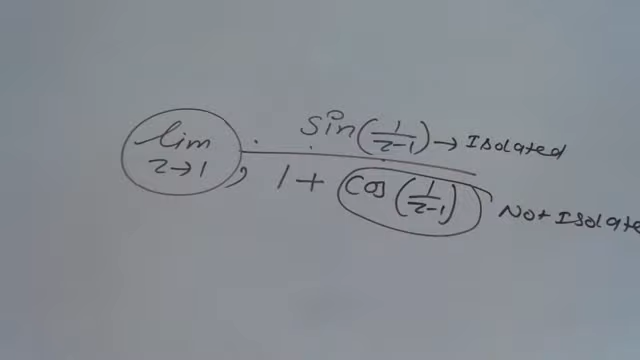 lim z→1, sin(1/z-1) → Isolated
1 + cos(1/z-1) Not Isolate